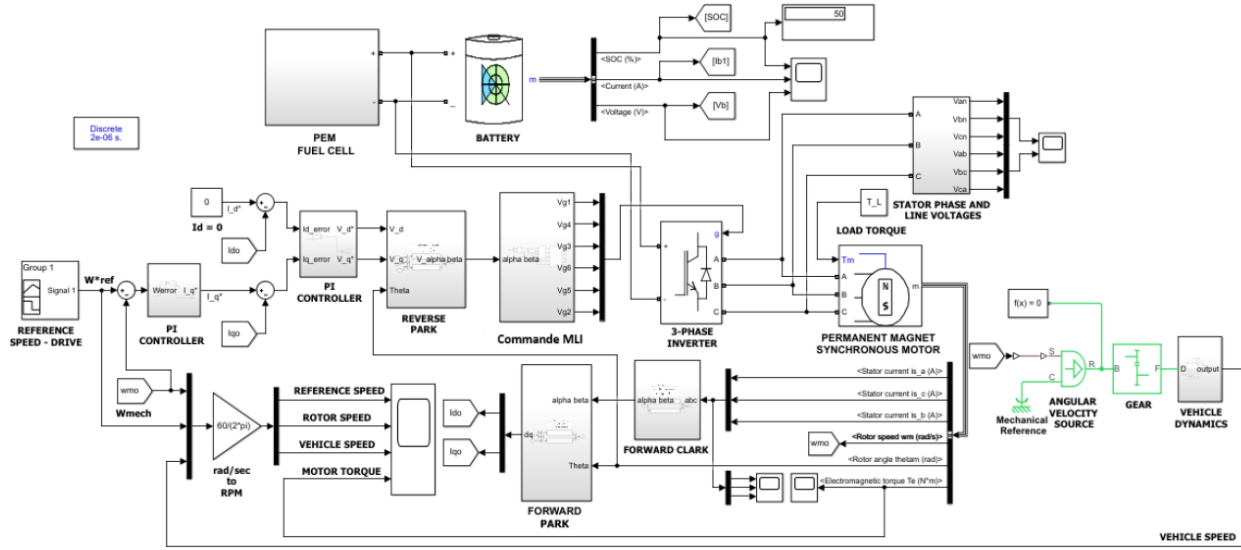 [SOC]
50
<SOC (%)>
[Ib1]
<Current (A)>
[Vb]
<Voltage (V)>
+
-
+
_
m
PEM
FUEL CELL
BATTERY
Discrete
2e-06 s.
A
B
C
Van
Vbn
Vcn
Vab
Vbc
Vca
STATOR PHASE AND
LINE VOLTAGES
T_L
LOAD TORQUE
0
I_d*
Id = 0
Ido
Id_error
Iq_error
V_d*
V_q*
PI
CONTROLLER
V_d
V_q
Theta
V_alpha beta
REVERSE
PARK
alpha beta
Vg1
Vg4
Vg3
Vg6
Vg5
Vg2
Commande MLI
g
+
-
A
B
C
3-PHASE
INVERTER
Tm
A
B
C
N
S
m
PERMANENT MAGNET
SYNCHRONOUS MOTOR
Group 1
Signal 1
REFERENCE
SPEED - DRIVE
W*ref
Werror
I_q*
I_q*
PI
CONTROLLER
Iqo
wmo
Wmech
60/(2*pi)
rad/sec
to
RPM
REFERENCE SPEED
ROTOR SPEED
VEHICLE SPEED
MOTOR TORQUE
Ido
Iqo
alpha beta
dq
Theta
FORWARD
PARK
alpha beta
abc
FORWARD CLARK
<Stator current is_a (A)>
<Stator current is_c (A)>
<Stator current is_b (A)>
wmo
<Rotor speed wm (rad/s)>
<Rotor angle thetam (rad)>
<Electromagnetic torque Te (N*m)>
f(x) = 0
wmo
S
C
R
Mechanical
Reference
ANGULAR
VELOCITY
SOURCE
B
F
GEAR
D
output
VEHICLE
DYNAMICS
VEHICLE SPEED